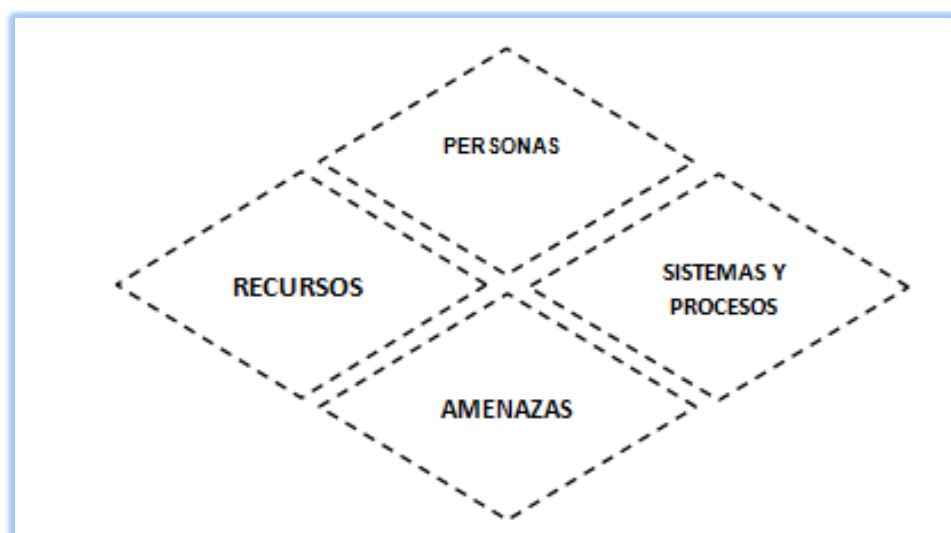 PERSONAS
RECURSOS
SISTEMAS Y
PROCESOS
AMENAZAS